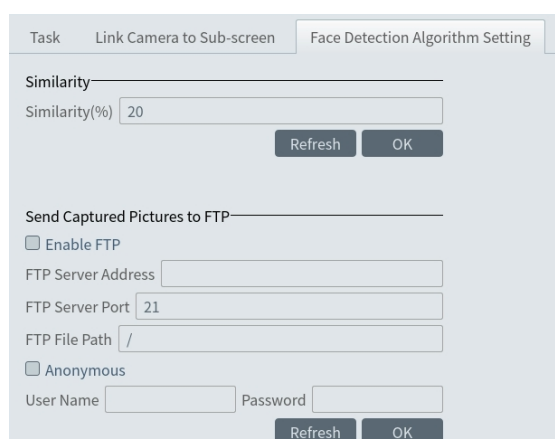 Task Link Camera to Sub-screen Face Detection Algorithm Setting
Similarity
Similarity(%) 20
Refresh OK
Send Captured Pictures to FTP
Enable FTP
FTP Server Address
FTP Server Port 21
FTP File Path /
Anonymous
User Name Password
Refresh OK